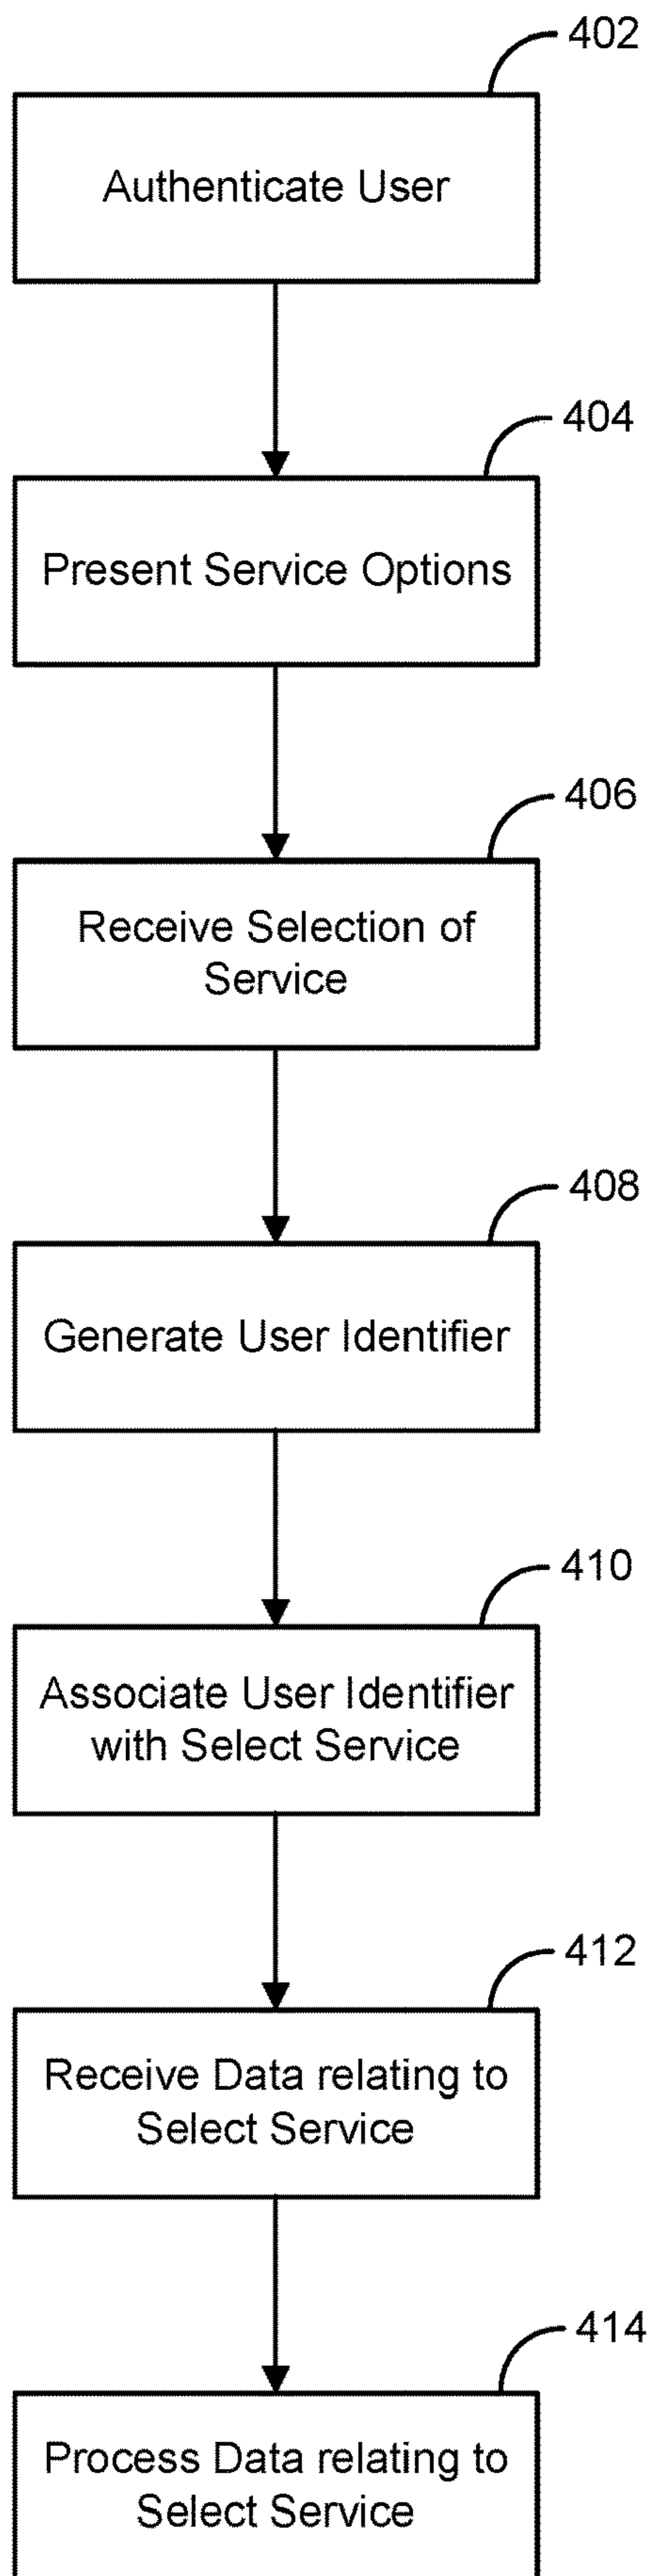 402
Authenticate User
404
Present Service Options
406
Receive Selection of
Service
408
Generate User Identifier
410
Associate User Identifier
with Select Service
412
Receive Data relating to
Select Service
414
Process Data relating to
Select Service